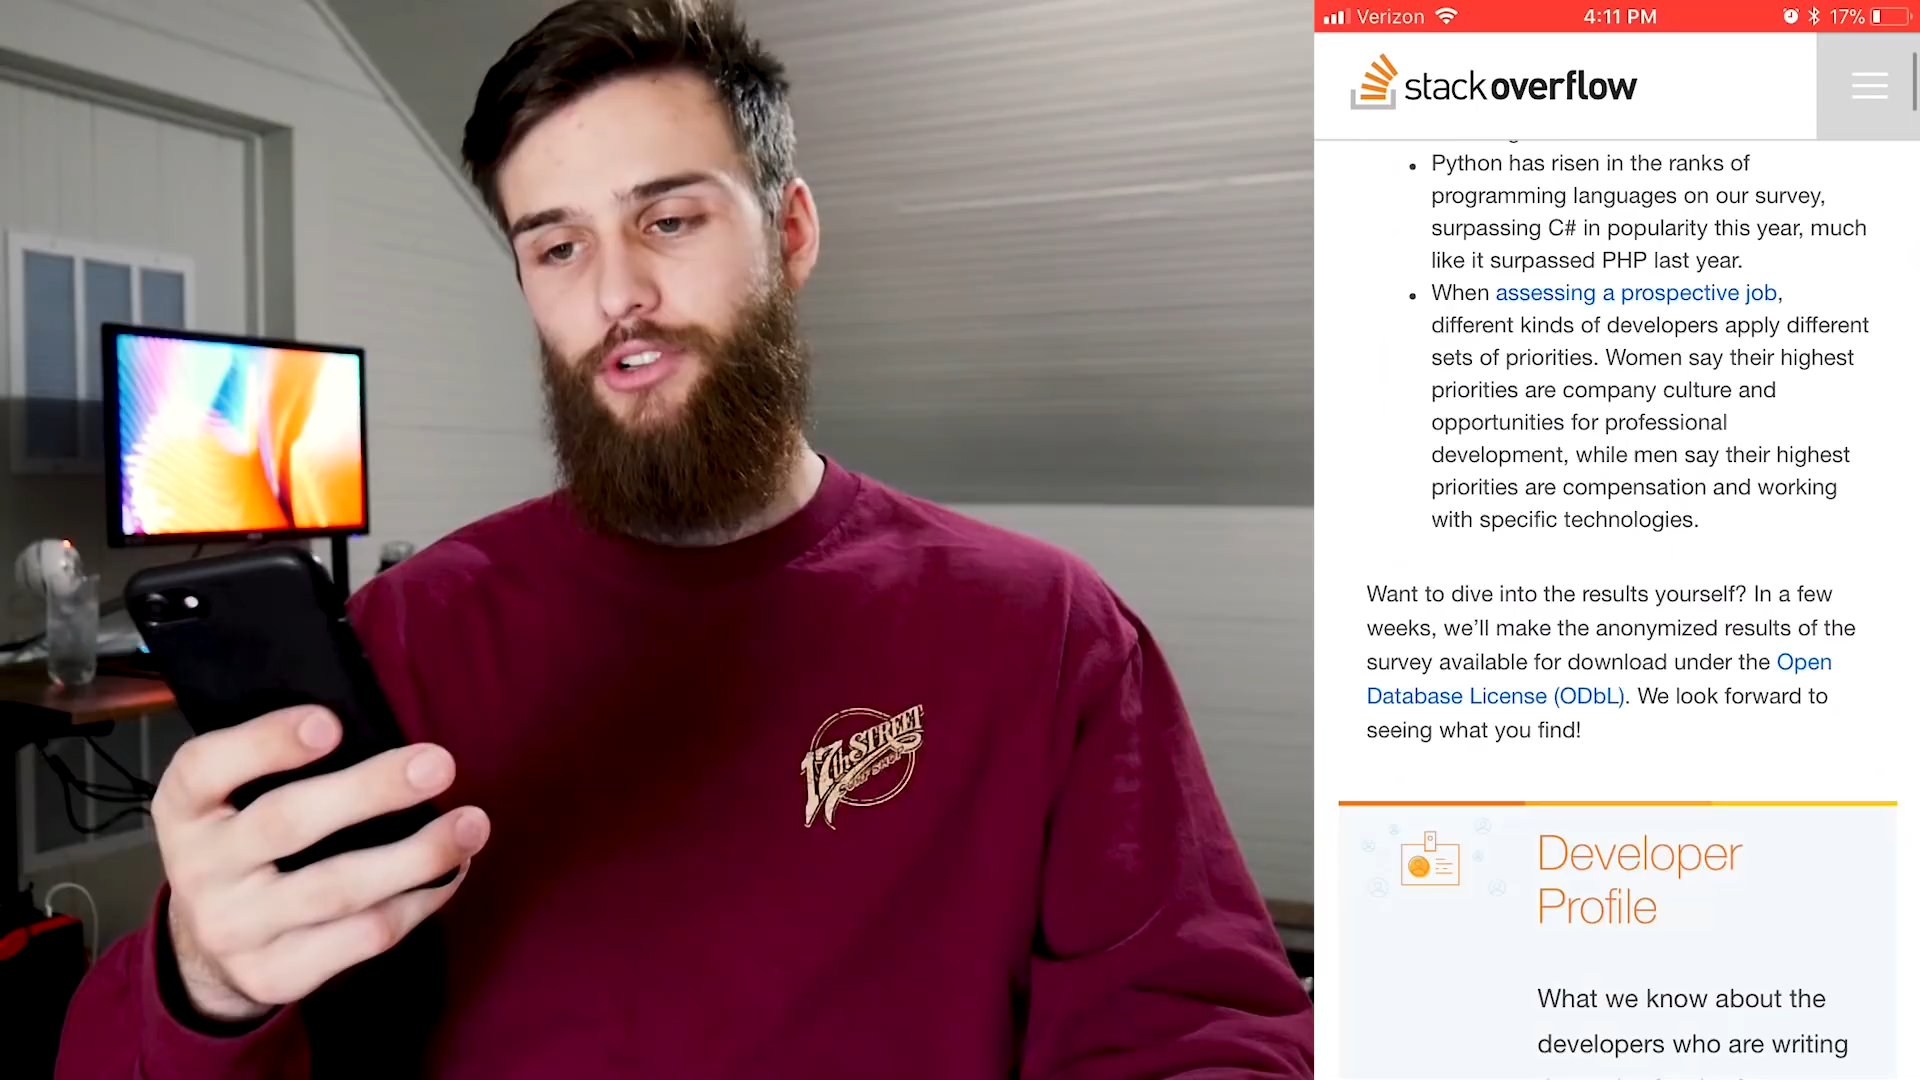 Verizon
4:11 PM
17%
stackoverflow
Python has risen in the ranks of
programming languages on our survey,
surpassing C# in popularity this year, much
like it surpassed PHP last year.
When assessing a prospective job,
different kinds of developers apply different
sets of priorities. Women say their highest
priorities are company culture and
opportunities for professional
development, while men say their highest
priorities are compensation and working
with specific technologies.
Want to dive into the results yourself? In a few
weeks, we'll make the anonymized results of the
survey available for download under the Open
Database License (ODbL). We look forward to
seeing what you find!
Developer
Profile
What we know about the
developers who are writing
17th STREET
SURF SHOP